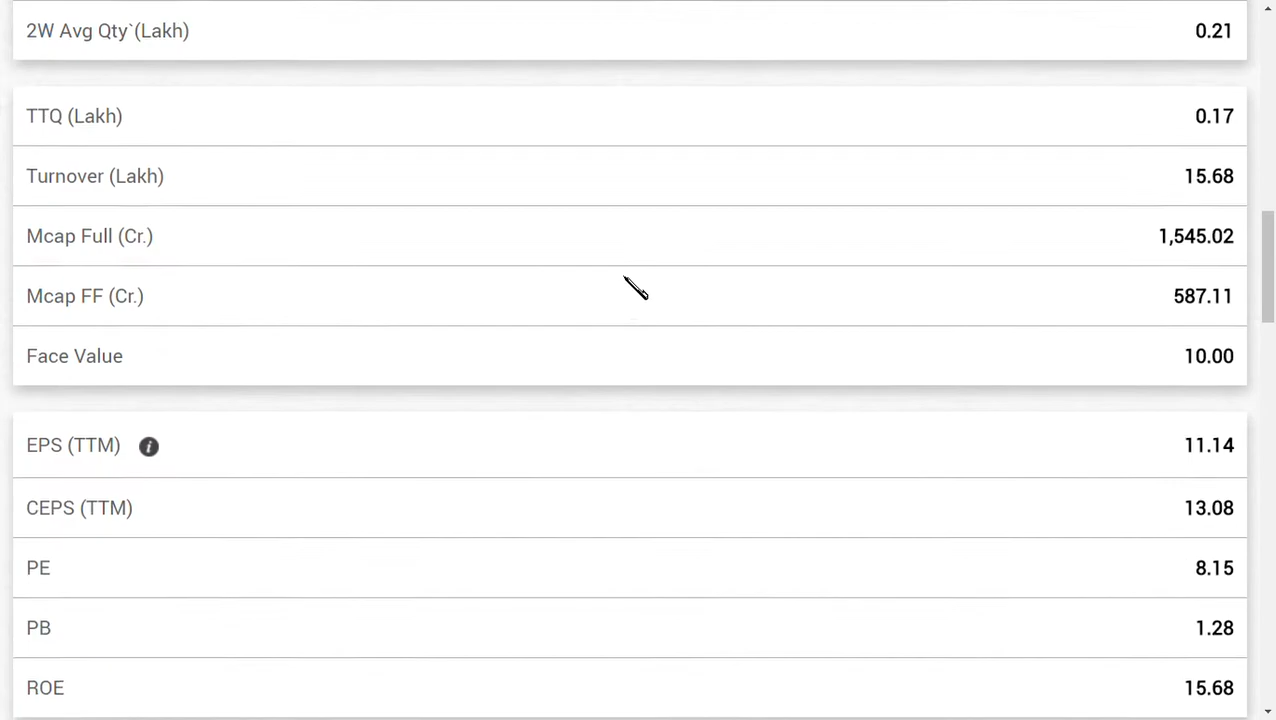 2W Avg Qty`(Lakh) 0.21
TTQ (Lakh) 0.17
Turnover (Lakh) 15.68
Mcap Full (Cr.) 1,545.02
Mcap FF (Cr.) 587.11
Face Value 10.00
EPS (TTM) i 11.14
CEPS (TTM) 13.08
PE 8.15
PB 1.28
ROE 15.68